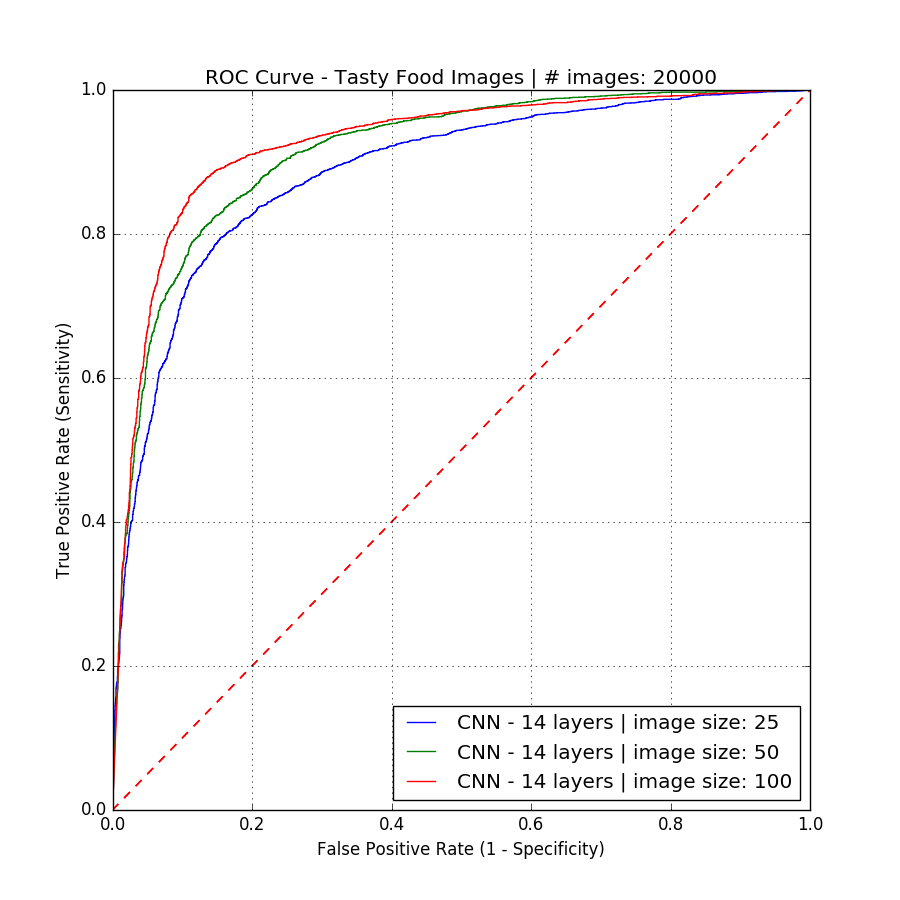 ROC Curve - Tasty Food Images | # images: 20000
1.0
0.8
0.6
0.4
0.2
0.0
True Positive Rate (Sensitivity)
CNN - 14 layers | image size: 25
CNN - 14 layers | image size: 50
CNN - 14 layers | image size: 100
0.0 0.2 0.4 0.6 0.8 1.0
False Positive Rate (1 - Specificity)